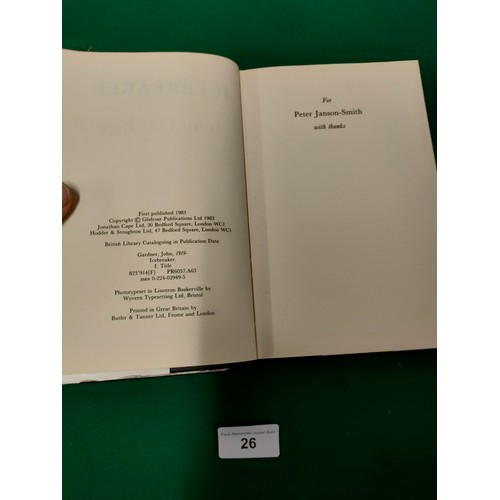 First published 1983
Copyright © Glidrose Publications Ltd 1983
Jonathan Cape Ltd, 30 Bedford Square, London WC1
Hodder & Stoughton Ltd, 47 Bedford Square, London WC1
British Library Cataloguing in Publication Data
Gardner, John, 1926-
Icebreaker.
I. Title
823'914[F] PR6057.A63
ISBN 0-224-02949-5
Phototypeset in Linotron Baskerville by
Wyvern Typesetting Ltd, Bristol
Printed in Great Britain by
Butler & Tanner Ltd, Frome and London
For
Peter Janson-Smith
with thanks
26